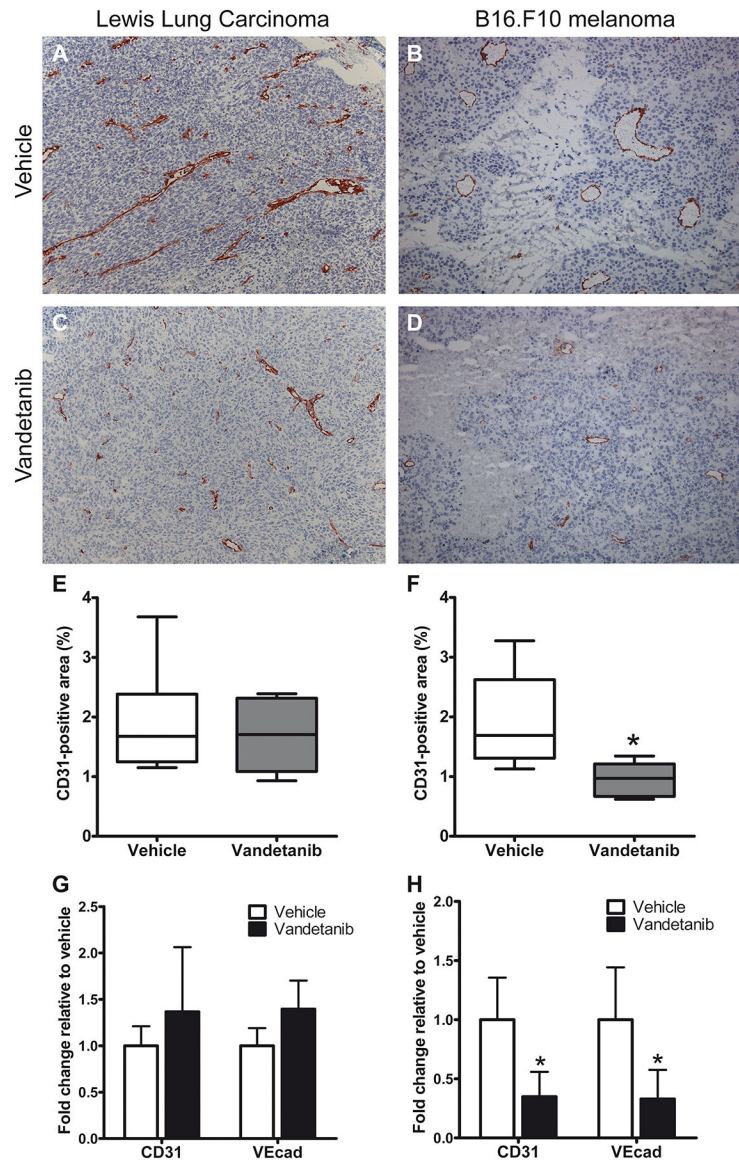 Lewis Lung Carcinoma
B16.F10 melanoma
Vehicle
A
B
Vandetanib
C
D
E
CD31-positive area (%)
4
3
2
1
0
Vehicle
Vandetanib
F
CD31-positive area (%)
4
3
2
1
0
*
Vehicle
Vandetanib
G
Fold change relative to vehicle
2.5
2.0
1.5
1.0
0.5
0.0
Vehicle
Vandetanib
CD31
VEcad
H
Fold change relative to vehicle
2.0
1.5
1.0
0.5
0.0
Vehicle
Vandetanib
*
*
CD31
VEcad